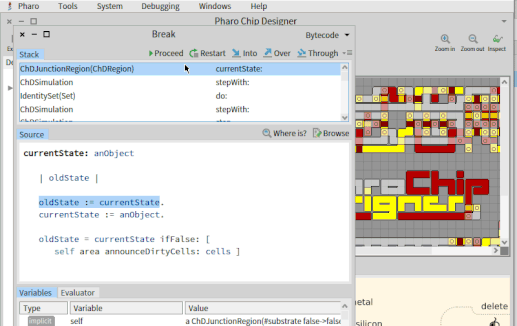 Pharo Tools System Debugging Windows Help
Pharo Chip Designer
Break
Bytecode
Zoom in Zoom out Inspect
Stack
Proceed Restart Into Over Through
ChDJunctionRegion(ChDRegion) currentState:
ChDSimulation stepWith:
IdentitySet(Set) do:
ChDSimulation stepWith:
Source
Where is? Browse
currentState: anObject
| oldState |
oldState := currentState.
currentState := anObject.
oldState = currentState ifFalse: [
self area announceDirtyCells: cells ]
Chip
Variables Evaluator
Type Variable Value
implicit self a ChDJunctionRegion(#substrate false->false
etal
delete
silicon